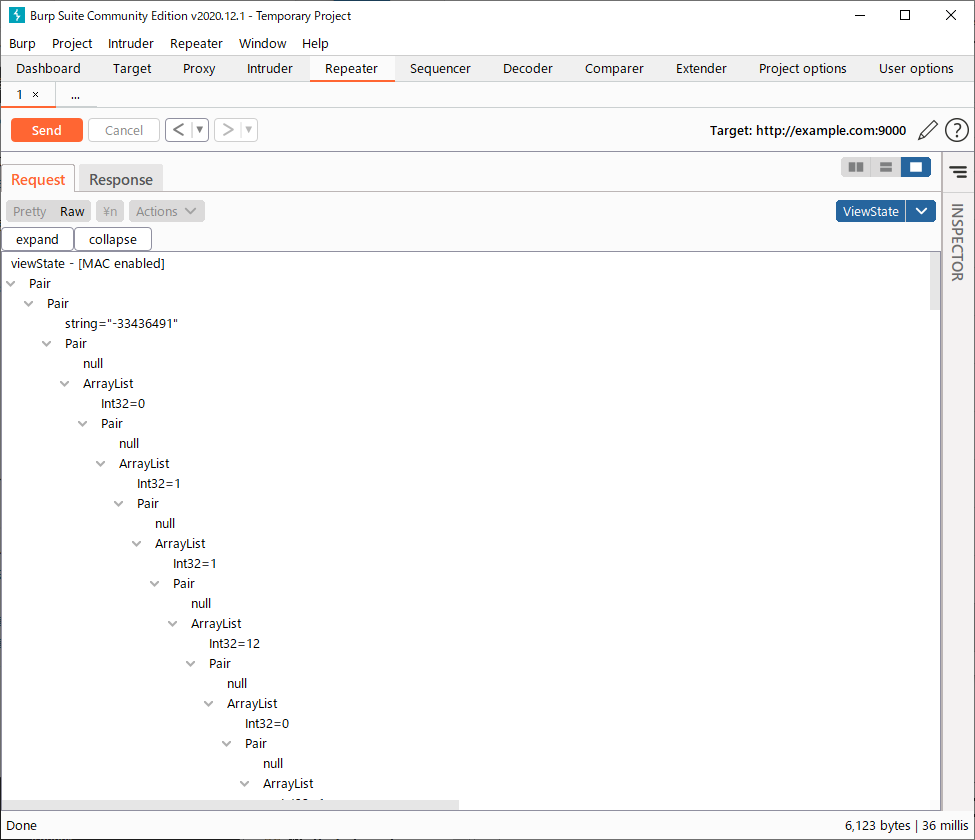 Burp Suite Community Edition v2020.12.1 - Temporary Project
Burp Project Intruder Repeater Window Help
Dashboard Target Proxy Intruder Repeater Sequencer Decoder Comparer Extender Project options User options
1 × ...
Send Cancel < > Target: http://example.com:9000 ?
Request Response
Pretty Raw \n Actions ViewState
expand collapse
INSPECTOR
viewState - [MAC enabled]
Pair
Pair
string="-33436491"
Pair
null
ArrayList
Int32=0
Pair
null
ArrayList
Int32=1
Pair
null
ArrayList
Int32=1
Pair
null
ArrayList
Int32=12
Pair
null
ArrayList
Int32=0
Pair
null
ArrayList
Done 6,123 bytes | 36 millis